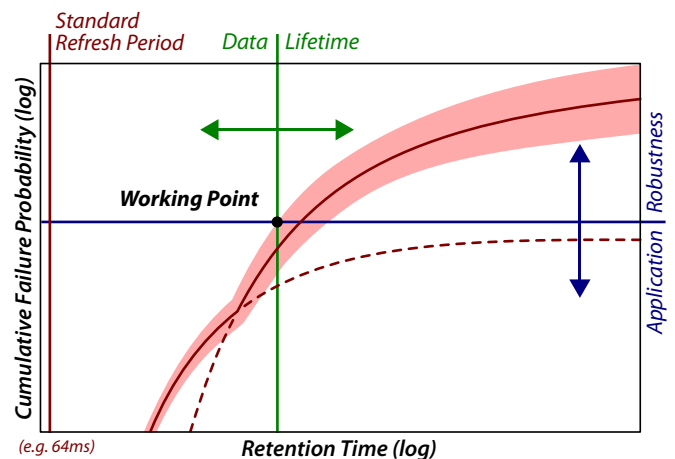 Standard
Refresh Period
Data Lifetime
Cumulative Failure Probability (log)
Working Point
Application Robustness
(e.g. 64ms)
Retention Time (log)